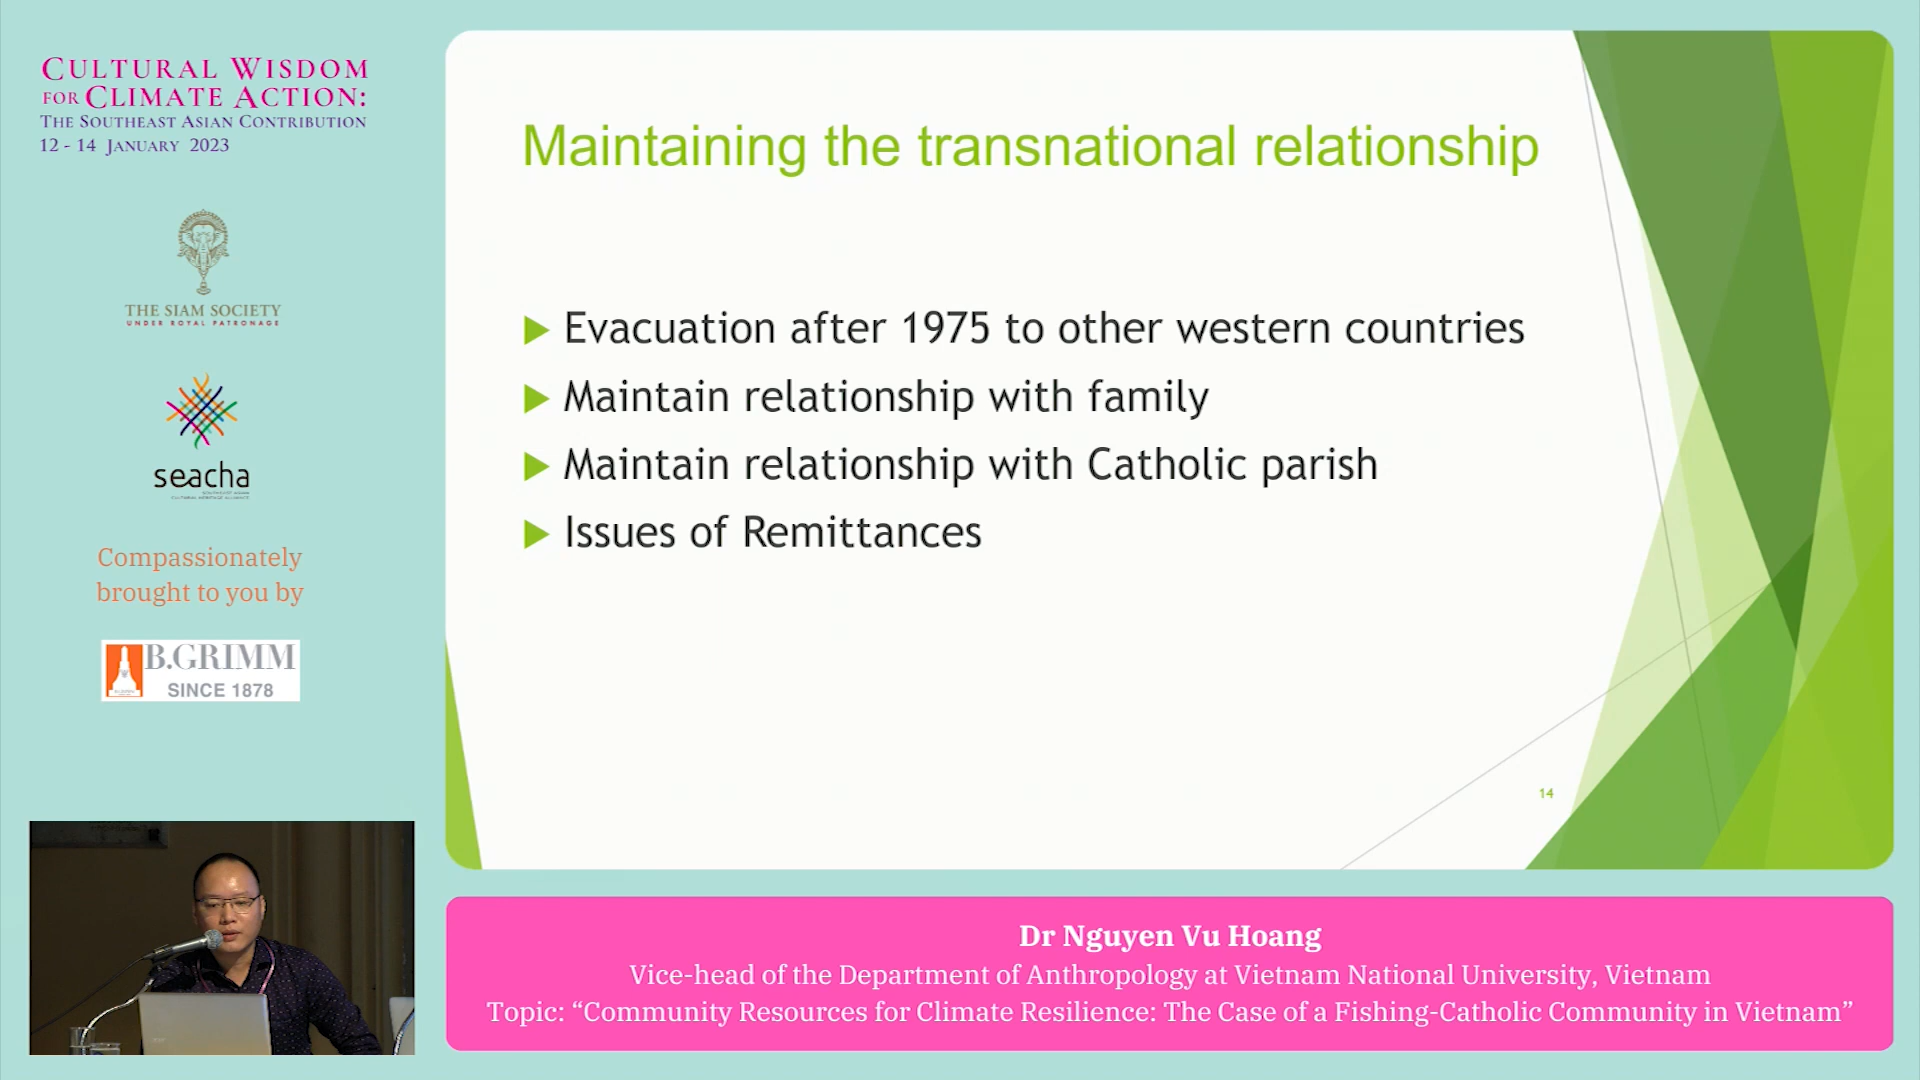 CULTURAL WISDOM
FOR CLIMATE ACTION:
THE SOUTHEAST ASIAN CONTRIBUTION
12 - 14 JANUARY 2023
THE SIAM SOCIETY
UNDER ROYAL PATRONAGE
seacha
Compassionately
brought to you by
B.GRIMM
SINCE 1878
Maintaining the transnational relationship
Evacuation after 1975 to other western countries
Maintain relationship with family
Maintain relationship with Catholic parish
Issues of Remittances
14
Dr Nguyen Vu Hoang
Vice-head of the Department of Anthropology at Vietnam National University, Vietnam
Topic: “Community Resources for Climate Resilience: The Case of a Fishing-Catholic Community in Vietnam”